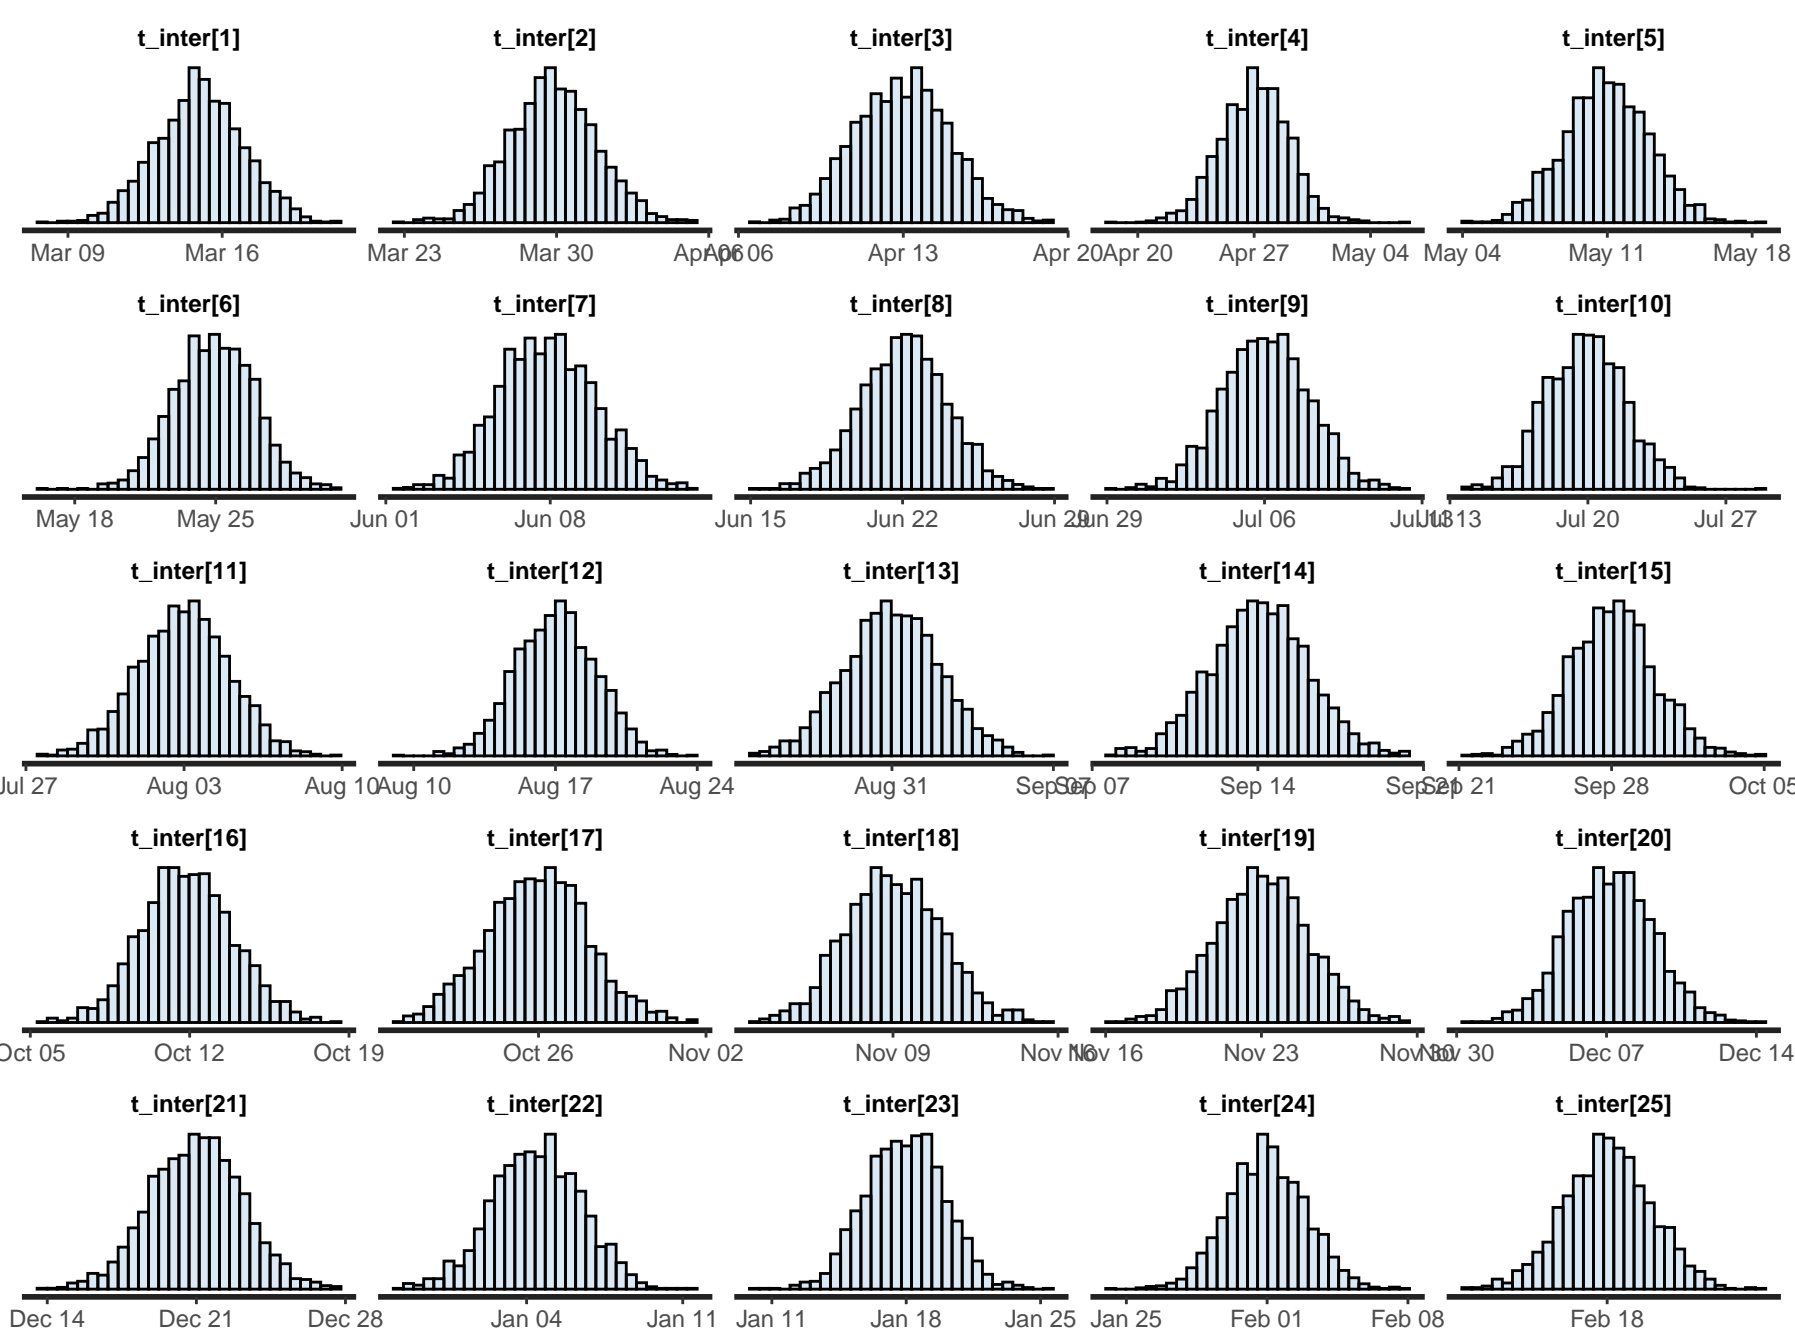 t_inter[1] t_inter[2] t_inter[3] t_inter[4] t_inter[5]
Mar 09 Mar 16 Mar 23 Mar 30 Apr 06 Apr 06 Apr 13 Apr 20 Apr 20 Apr 27 May 04 May 04 May 11 May 18
t_inter[6] t_inter[7] t_inter[8] t_inter[9] t_inter[10]
May 18 May 25 Jun 01 Jun 08 Jun 15 Jun 22 Jun 29 Jun 29 Jul 06 Jul 13 Jul 13 Jul 20 Jul 27
t_inter[11] t_inter[12] t_inter[13] t_inter[14] t_inter[15]
Jul 27 Aug 03 Aug 10 Aug 10 Aug 17 Aug 24 Aug 31 Sep 07 Sep 07 Sep 14 Sep 21 Sep 21 Sep 28 Oct 05
t_inter[16] t_inter[17] t_inter[18] t_inter[19] t_inter[20]
Oct 05 Oct 12 Oct 19 Oct 26 Nov 02 Nov 09 Nov 16 Nov 16 Nov 23 Nov 30 Nov 30 Dec 07 Dec 14
t_inter[21] t_inter[22] t_inter[23] t_inter[24] t_inter[25]
Dec 14 Dec 21 Dec 28 Jan 04 Jan 11 Jan 11 Jan 18 Jan 25 Jan 25 Feb 01 Feb 08 Feb 18